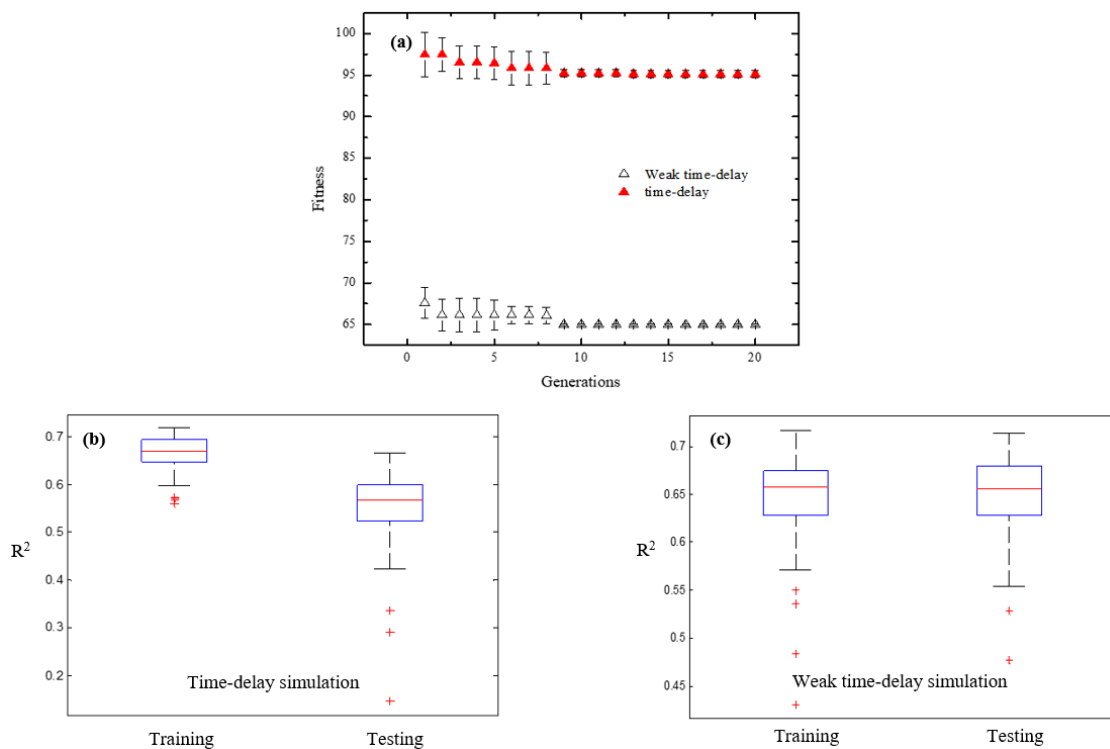 (a)
100
95
90
85
80
75
70
65
Fitness
Weak time-delay
time-delay
0
5
10
15
20
Generations
(b)
0.7
0.6
0.5
0.4
0.3
0.2
R²
Time-delay simulation
Training
Testing
(c)
0.7
0.65
0.6
0.55
0.5
0.45
R²
Weak time-delay simulation
Training
Testing